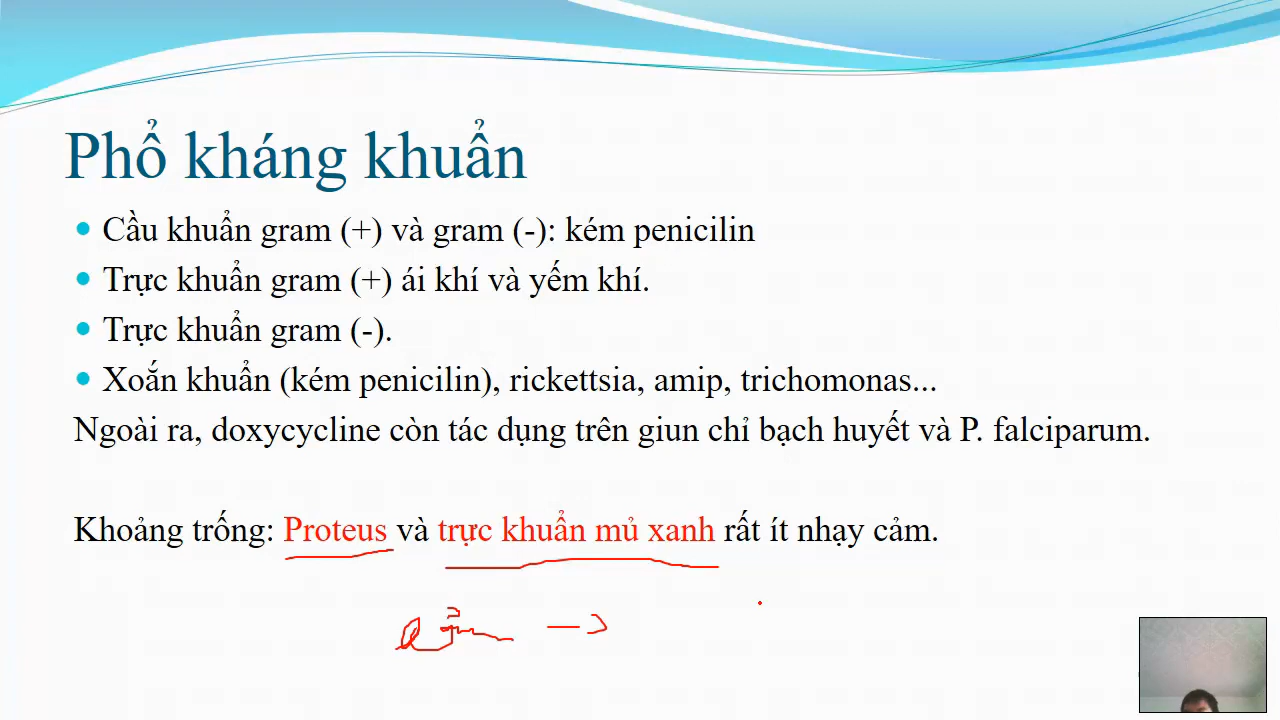 Phổ kháng khuẩn
Cầu khuẩn gram (+) và gram (-): kém penicilin
Trực khuẩn gram (+) ái khí và yếm khí.
Trực khuẩn gram (-).
Xoắn khuẩn (kém penicilin), rickettsia, amip, trichomonas...
Ngoài ra, doxycycline còn tác dụng trên giun chỉ bạch huyết và P. falciparum.
Khoảng trống: Proteus và trực khuẩn mủ xanh rất ít nhạy cảm.